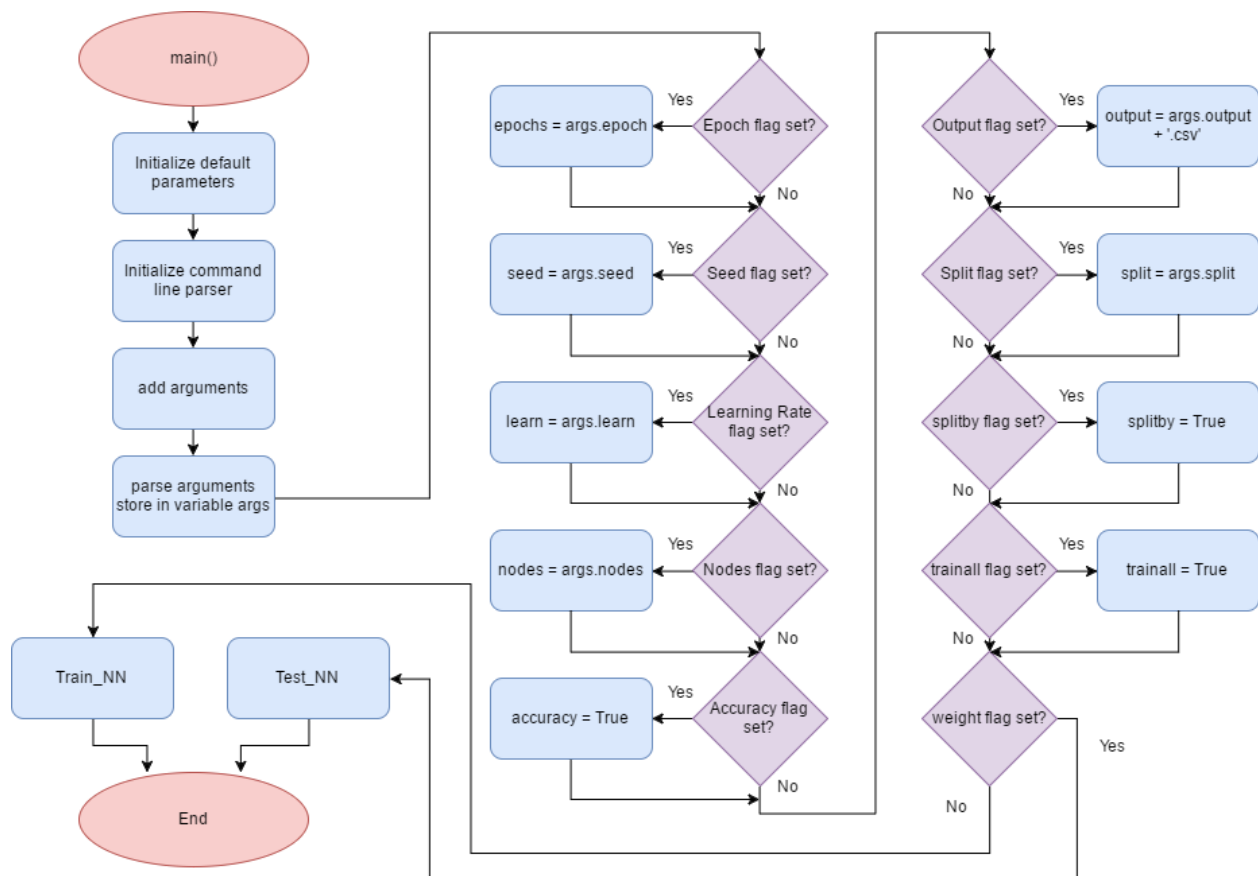 main()
Initialize default
parameters
Initialize command
line parser
add arguments
parse arguments
store in variable args
Epoch flag set?
Yes
epochs = args.epoch
No
Seed flag set?
Yes
seed = args.seed
No
Learning Rate
flag set?
Yes
learn = args.learn
No
Nodes flag set?
Yes
nodes = args.nodes
No
Accuracy flag
set?
Yes
accuracy = True
No
Output flag set?
Yes
output = args.output
+ '.csv'
No
Split flag set?
Yes
split = args.split
No
splitby flag set?
Yes
splitby = True
No
trainall flag set?
Yes
trainall = True
No
weight flag set?
Yes
No
Train_NN
Test_NN
End